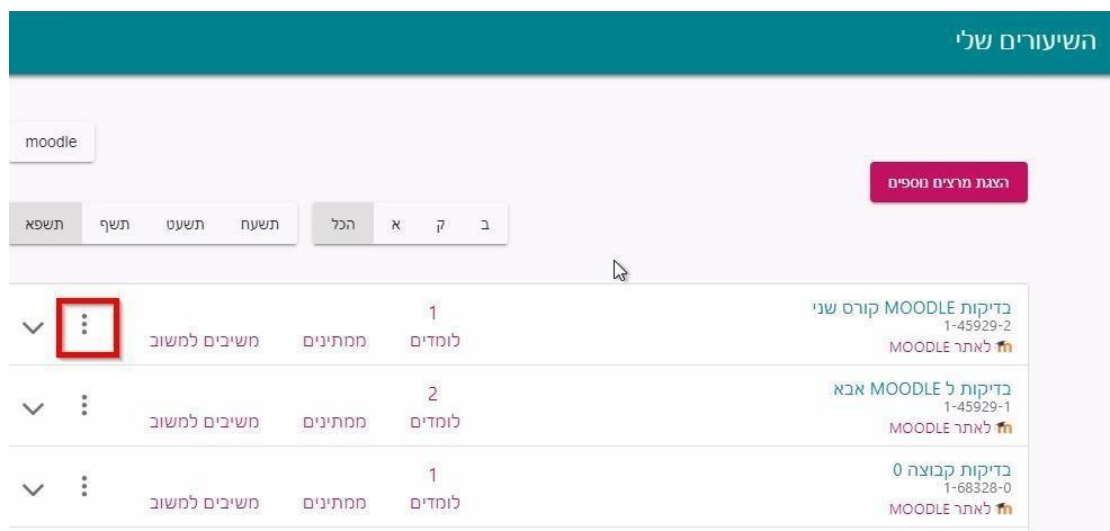 השיעורים שלי
moodle
הצגת מרצים נוספים
ב ק א הכל תשעח תשעט תשף תשפא
בדיקות MOODLE קורס שני
1-45929-2
לאתר MOODLE
1
לומדים ממתינים משיבים למשוב
בדיקות ל MOODLE אבא
1-45929-1
לאתר MOODLE
2
לומדים ממתינים משיבים למשוב
בדיקות קבוצה 0
1-68328-0
לאתר MOODLE
1
לומדים ממתינים משיבים למשוב